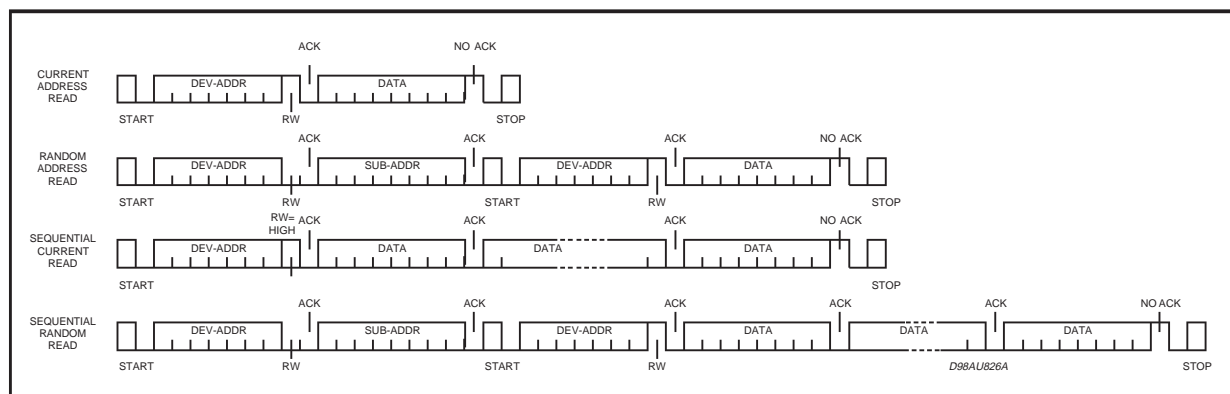 ACK NO ACK
CURRENT
ADDRESS
READ
DEV-ADDR DATA
START RW STOP
ACK ACK ACK NO ACK
RANDOM
ADDRESS
READ
DEV-ADDR SUB-ADDR DEV-ADDR DATA
START RW START RW STOP
RW=
HIGH
ACK ACK ACK NO ACK
SEQUENTIAL
CURRENT
READ
DEV-ADDR DATA DATA DATA
START STOP
ACK ACK ACK ACK ACK NO ACK
SEQUENTIAL
RANDOM
READ
DEV-ADDR SUB-ADDR DEV-ADDR DATA DATA DATA
START RW START RW D98AU826A STOP